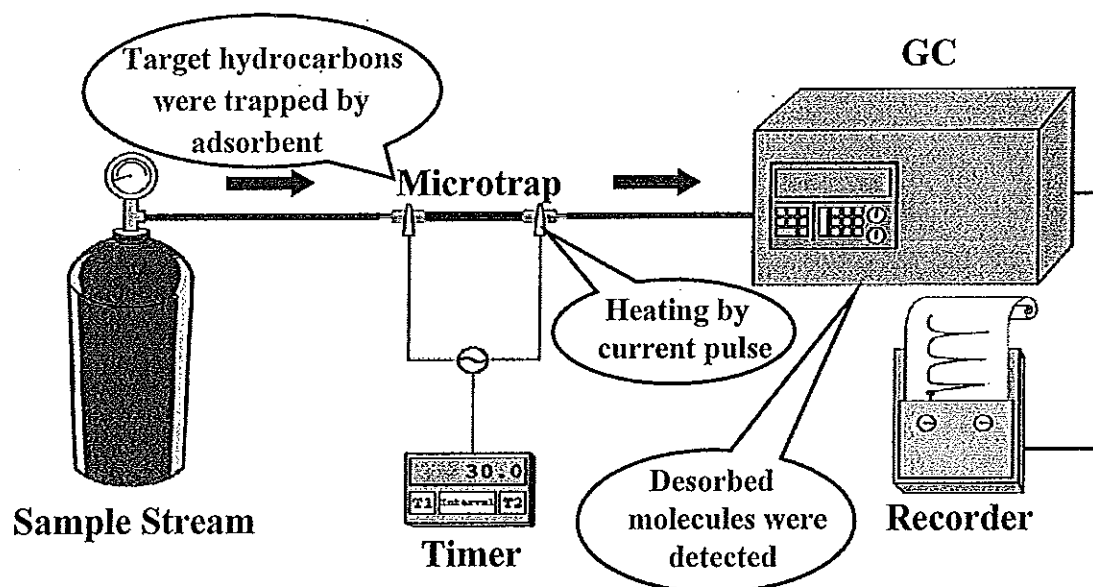 Target hydrocarbons
were trapped by
adsorbent
GC
Microtrap
Heating by
current pulse
30.0
T1 Interval T2
Timer
Sample Stream
Desorbed
molecules were
detected
Recorder